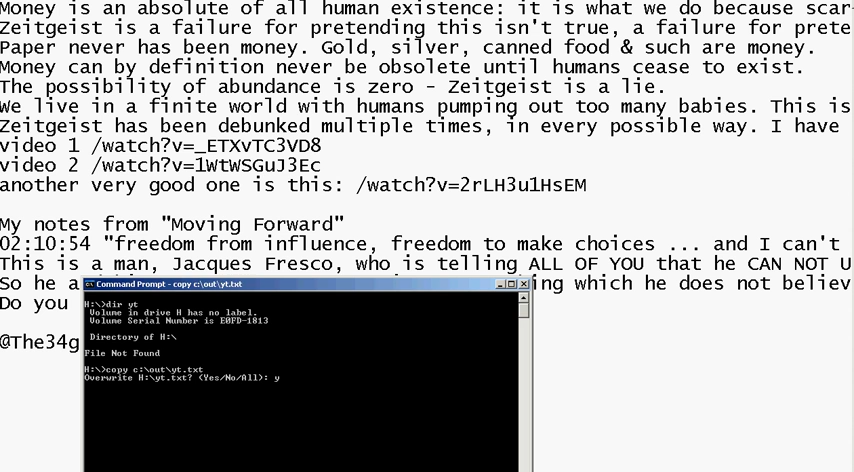 Money is an absolute of all human existence: it is what we do because scar
Zeitgeist is a failure for pretending this isn't true, a failure for prete
Paper never has been money. Gold, silver, canned food & such are money.
Money can by definition never be obsolete until humans cease to exist.
The possibility of abundance is zero - Zeitgeist is a lie.
We live in a finite world with humans pumping out too many babies. This is
Zeitgeist has been debunked multiple times, in every possible way. I have
video 1 /watch?v=_ETXvTC3VD8
video 2 /watch?v=1WtWSGuJ3Ec
another very good one is this: /watch?v=2rLH3u1HsEM
My notes from "Moving Forward"
02:10:54 "freedom from influence, freedom to make choices ... and I can't
This is a man, Jacques Fresco, who is telling ALL OF YOU that he CAN NOT U
So he a
ing which he does not believ
Do you
@The34g
Command Prompt - copy c:\out\yt.txt
H:\>dir yt
Volume in drive H has no label.
Volume Serial Number is E0FD-1813
Directory of H:\
File Not Found
H:\>copy c:\out\yt.txt
Overwrite H:\yt.txt? (Yes/No/All): y